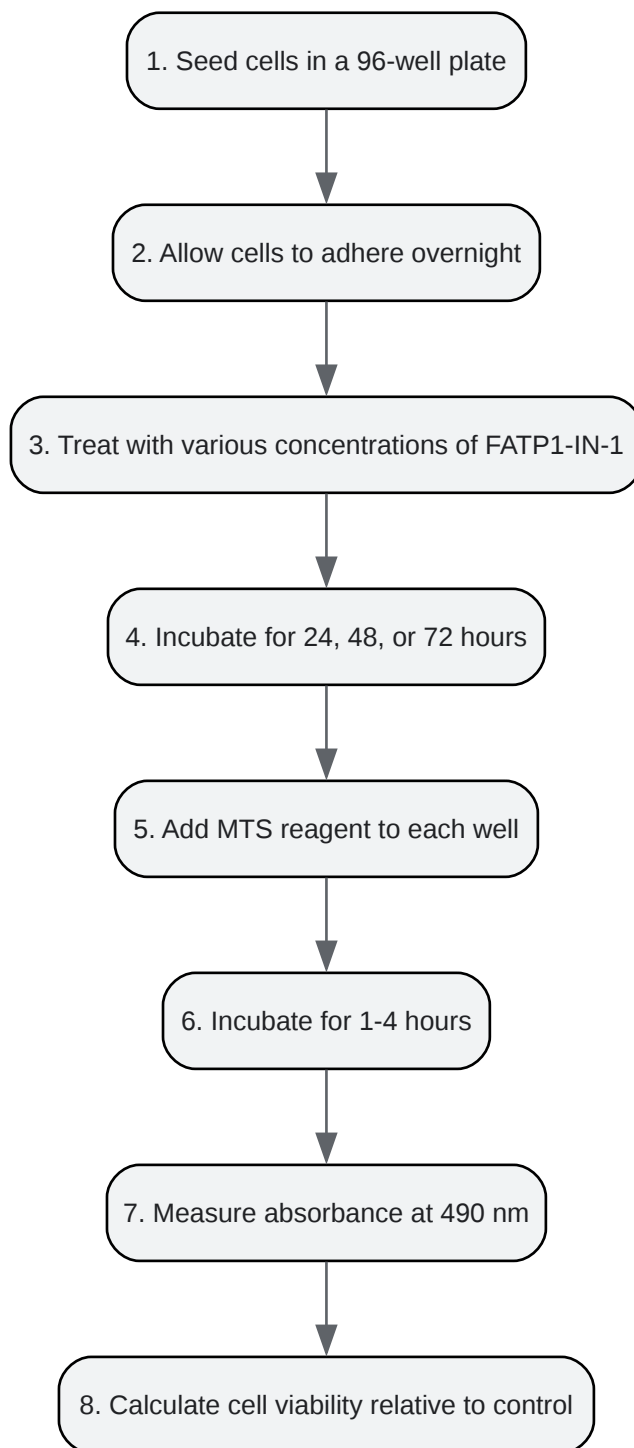 1. Seed cells in a 96-well plate
2. Allow cells to adhere overnight
3. Treat with various concentrations of FATP1-IN-1
4. Incubate for 24, 48, or 72 hours
5. Add MTS reagent to each well
6. Incubate for 1-4 hours
7. Measure absorbance at 490 nm
8. Calculate cell viability relative to control